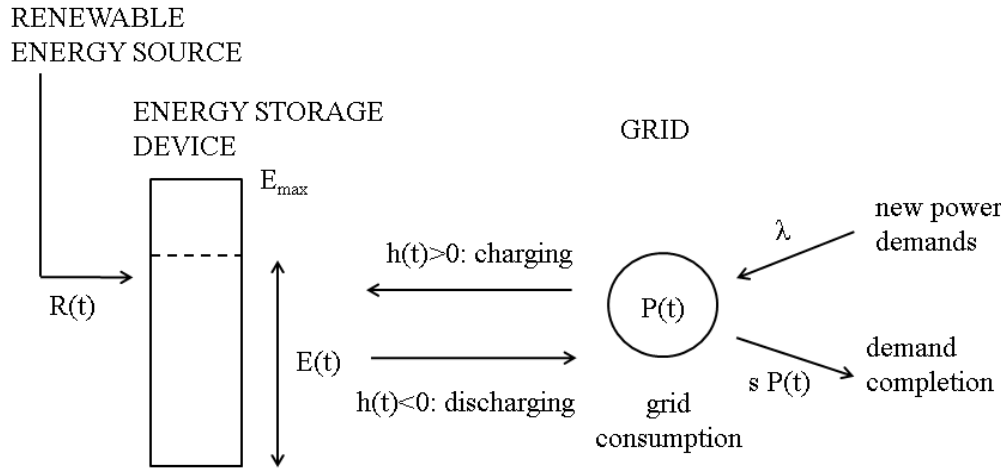 RENEWABLE
ENERGY SOURCE
ENERGY STORAGE
DEVICE
GRID
E_max
new power
demands
λ
h(t)>0: charging
R(t)
P(t)
E(t)
h(t)<0: discharging
s P(t)
demand
completion
grid
consumption